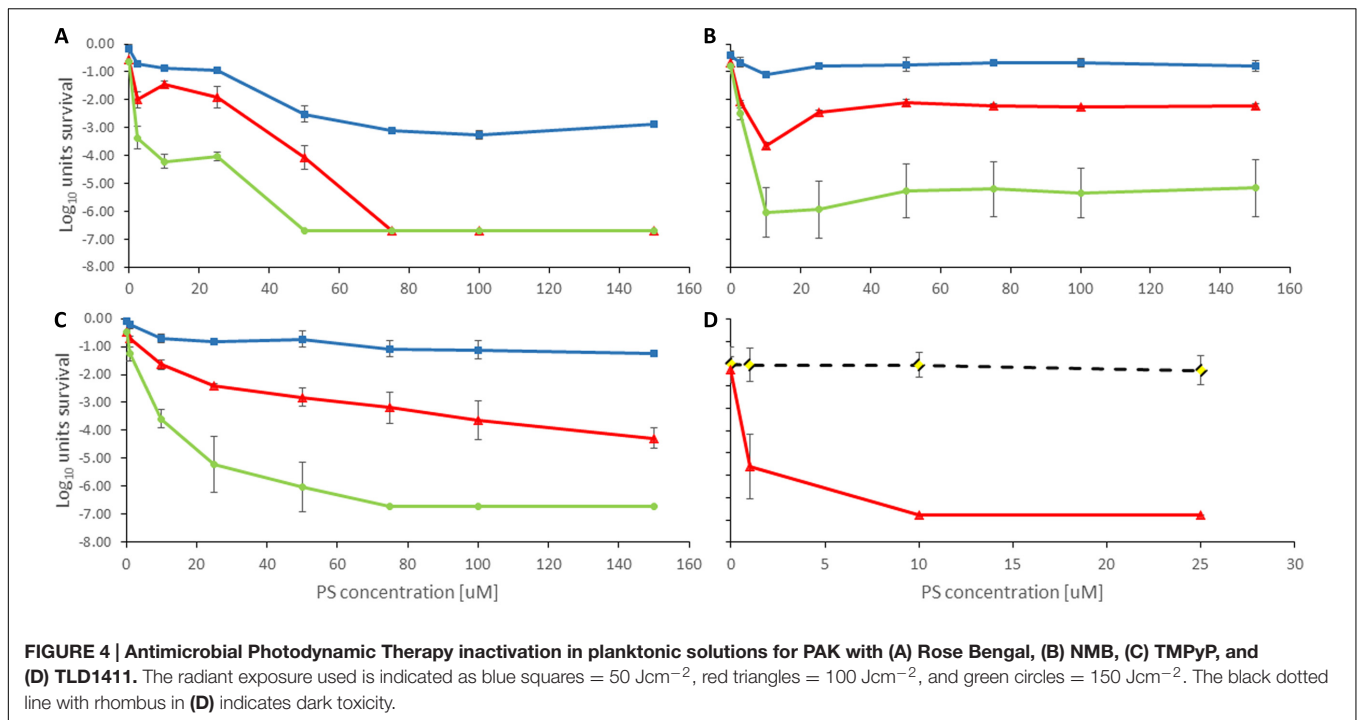 A
B
0.00
-1.00
-2.00
-3.00
-4.00
-5.00
-6.00
-7.00
-8.00
Log10 units survival
0 20 40 60 80 100 120 140 160
0 20 40 60 80 100 120 140 160
C
D
0.00
-1.00
-2.00
-3.00
-4.00
-5.00
-6.00
-7.00
-8.00
Log10 units survival
0 20 40 60 80 100 120 140 160
0 5 10 15 20 25 30
PS concentration [uM]
PS concentration [uM]
FIGURE 4 | Antimicrobial Photodynamic Therapy inactivation in planktonic solutions for PAK with (A) Rose Bengal, (B) NMB, (C) TMPyP, and
(D) TLD1411. The radiant exposure used is indicated as blue squares = 50 Jcm−2, red triangles = 100 Jcm−2, and green circles = 150 Jcm−2. The black dotted
line with rhombus in (D) indicates dark toxicity.